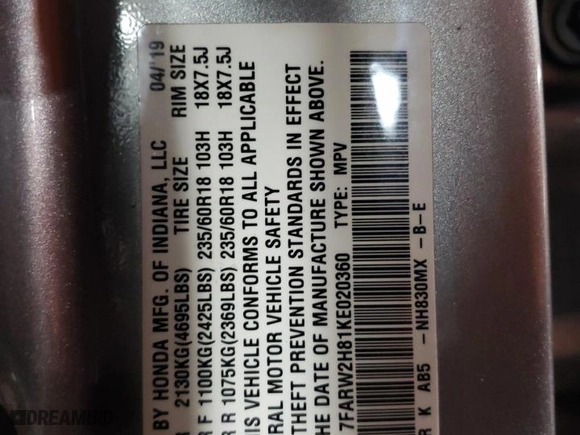 BY HONDA MFG. OF INDIANA, LLC 04/19
R 2130KG(4695LBS) TIRE SIZE RIM SIZE
R F 1100KG(2425LBS) 235/60R18 103H 18X7.5J
R R 1075KG(2369LBS) 235/60R18 103H 18X7.5J
IS VEHICLE CONFORMS TO ALL APPLICABLE
RAL MOTOR VEHICLE SAFETY
THEFT PREVENTION STANDARDS IN EFFECT
THE DATE OF MANUFACTURE SHOWN ABOVE.
7FARW2H81KE020360 TYPE: MPV
R K AB5 -NH830MX -B-E
DREAMBID